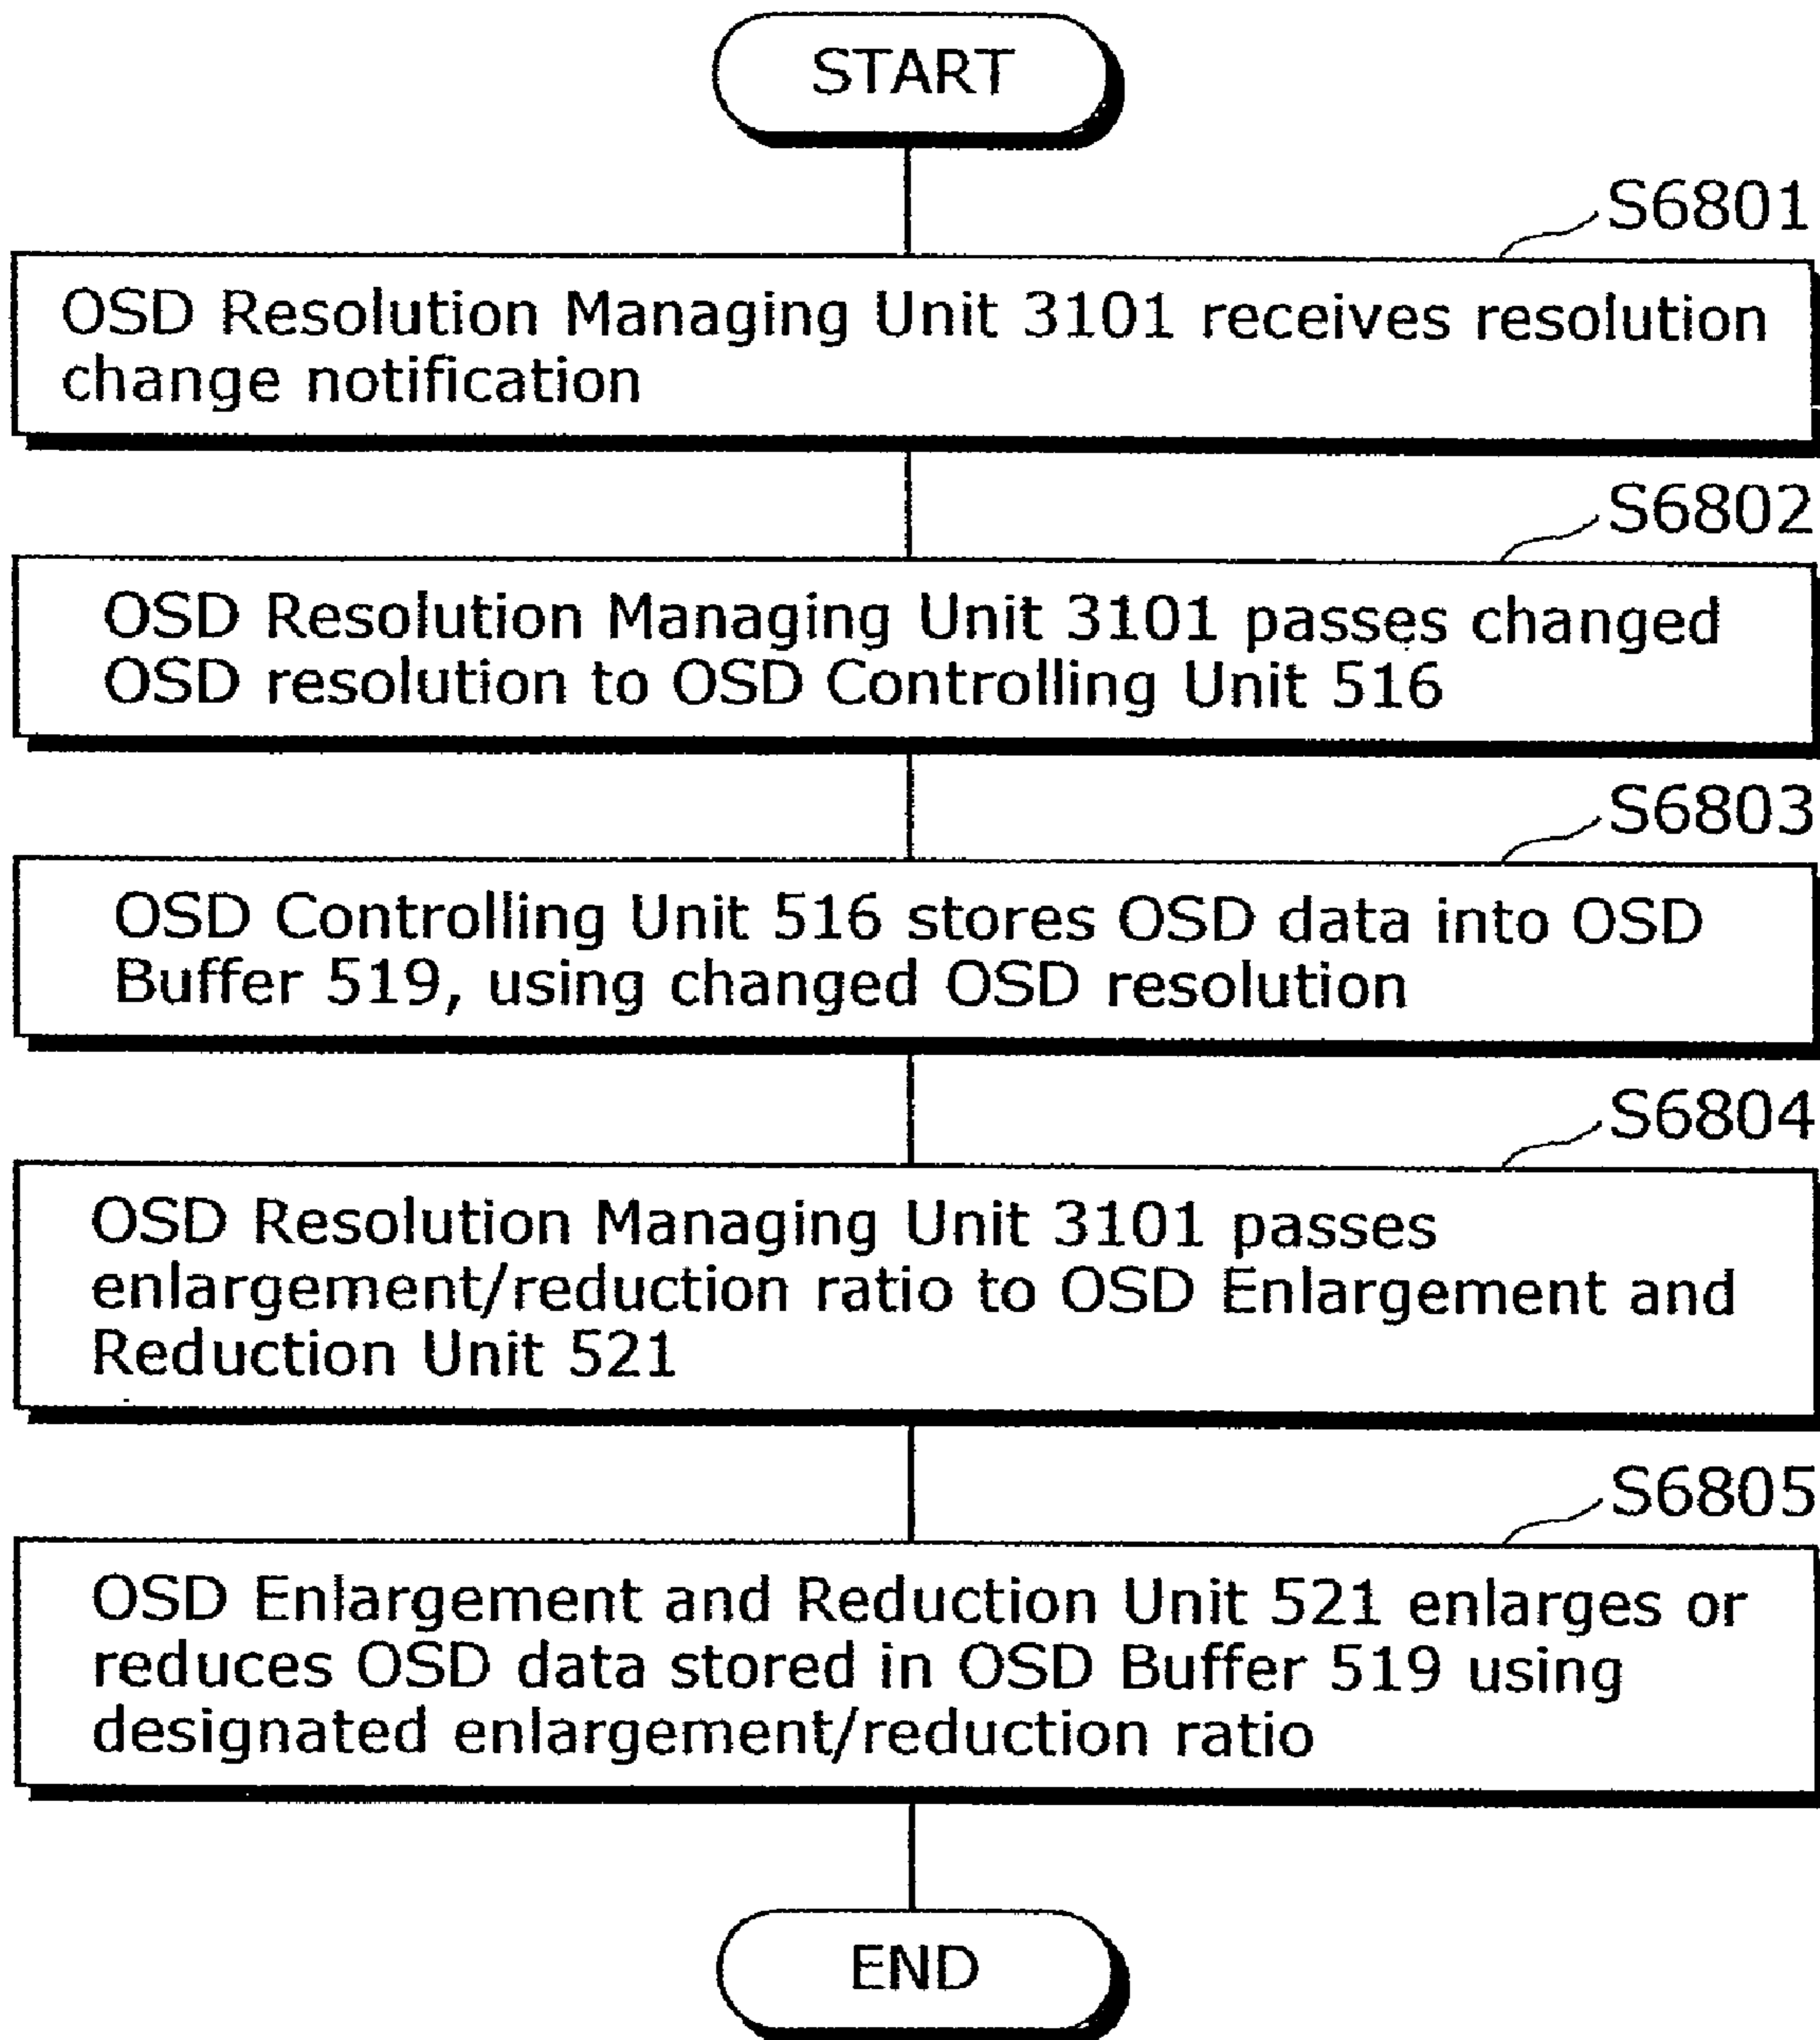 START
S6801
OSD Resolution Managing Unit 3101 receives resolution
change notification
S6802
OSD Resolution Managing Unit 3101 passes changed
OSD resolution to OSD Controlling Unit 516
S6803
OSD Controlling Unit 516 stores OSD data into OSD
Buffer 519, using changed OSD resolution
S6804
OSD Resolution Managing Unit 3101 passes
enlargement/reduction ratio to OSD Enlargement and
Reduction Unit 521
S6805
OSD Enlargement and Reduction Unit 521 enlarges or
reduces OSD data stored in OSD Buffer 519 using
designated enlargement/reduction ratio
END